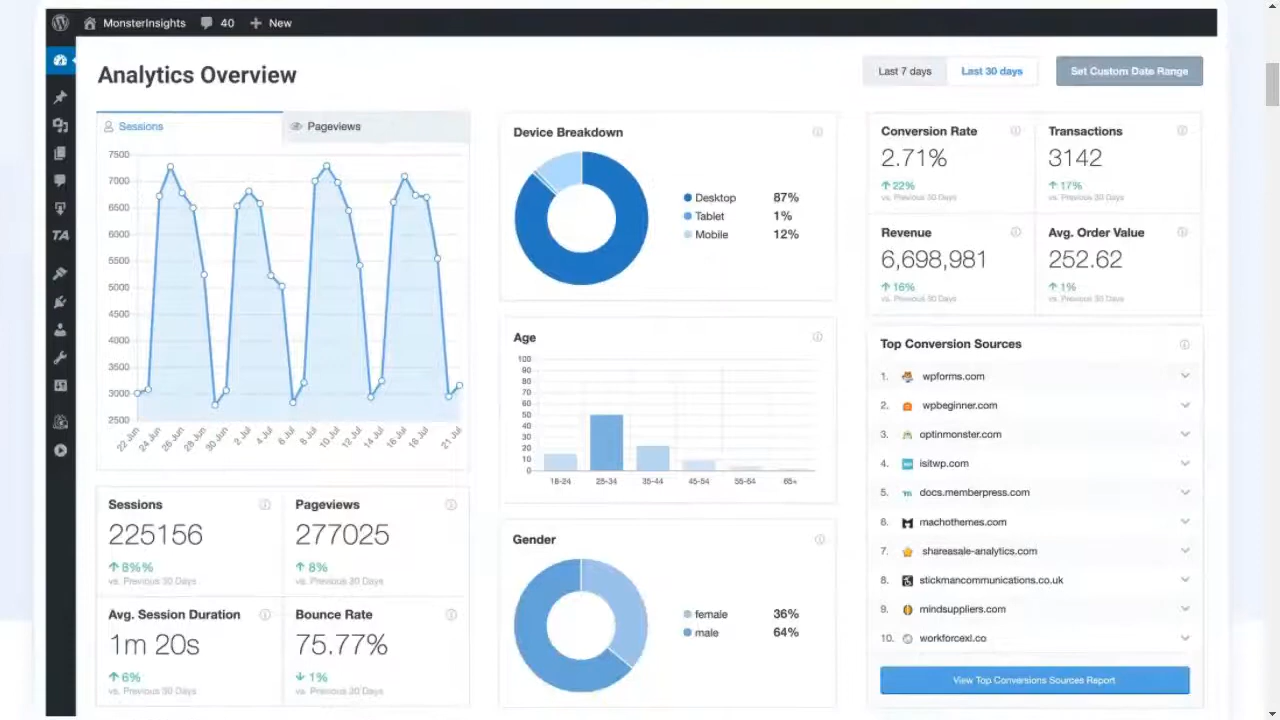 MonsterInsights 40 New
Analytics Overview
Last 7 days
Last 30 days
Set Custom Date Range
Sessions
Pageviews
7500
7000
6500
6000
5500
5000
4500
4000
3500
3000
2500
22 Jun
24 Jun
26 Jun
28 Jun
30 Jun
2 Jul
4 Jul
6 Jul
8 Jul
10 Jul
12 Jul
14 Jul
16 Jul
18 Jul
21 Jul
Sessions
225156
8%%
vs. Previous 30 Days
Pageviews
277025
8%
vs. Previous 30 Days
Avg. Session Duration
1m 20s
6%
vs. Previous 30 Days
Bounce Rate
75.77%
1%
vs. Previous 30 Days
Device Breakdown
Desktop 87%
Tablet 1%
Mobile 12%
Age
100
90
80
70
60
50
40
30
20
10
0
18-24
25-34
35-44
45-54
55-64
65+
Gender
female 36%
male 64%
Conversion Rate
2.71%
22%
vs. Previous 30 Days
Transactions
3142
17%
vs. Previous 30 Days
Revenue
6,698,981
16%
vs. Previous 30 Days
Avg. Order Value
252.62
1%
vs. Previous 30 Days
Top Conversion Sources
1. wpforms.com
2. wpbeginner.com
3. optinmonster.com
4. isitwp.com
5. docs.memberpress.com
6. machothemes.com
7. shareasale-analytics.com
8. stickmancommunications.co.uk
9. mindsuppliers.com
10. workforcexl.co
View Top Conversions Sources Report
TA